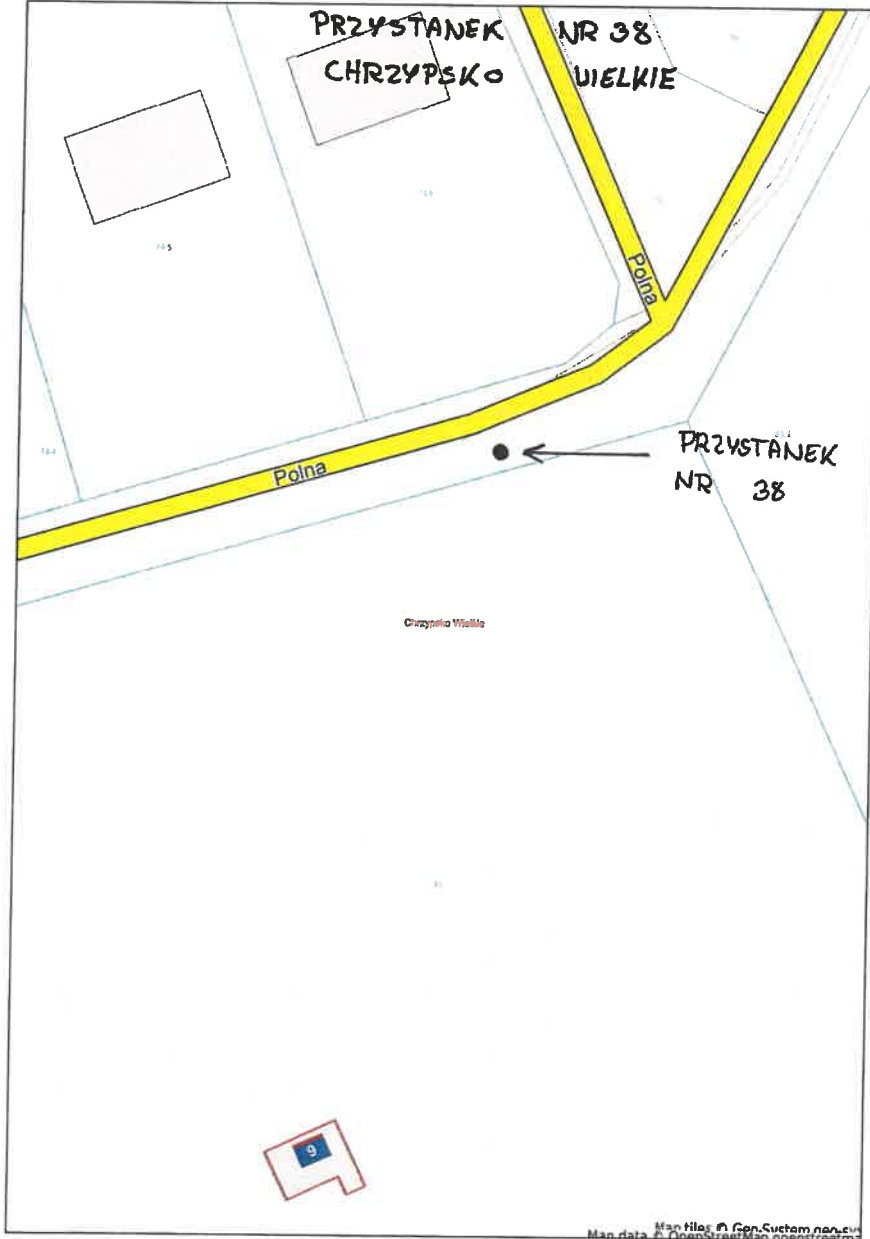 PRZYSTANEK NR 38
CHRZYPSKO WIELKIE
Polna
Polna
PRZYSTANEK
NR 38
Chrzypsko Wielkie
9
Map tiles © Geo-System
Map data © OpenStreetMap